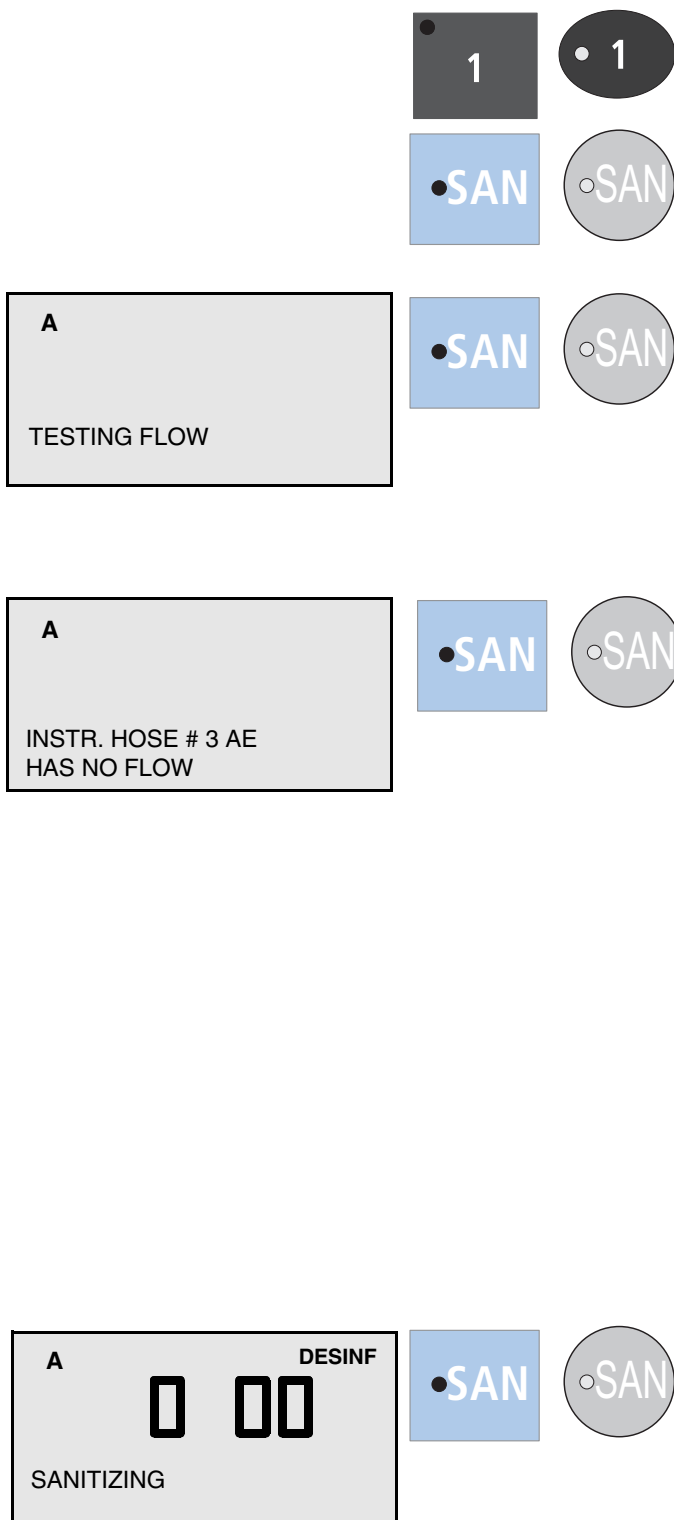 1 1
SAN SAN
A
SAN SAN
TESTING FLOW
A
SAN SAN
INSTR. HOSE # 3 AE
HAS NO FLOW
A DESINF
0 00
SAN SAN
SANITIZING